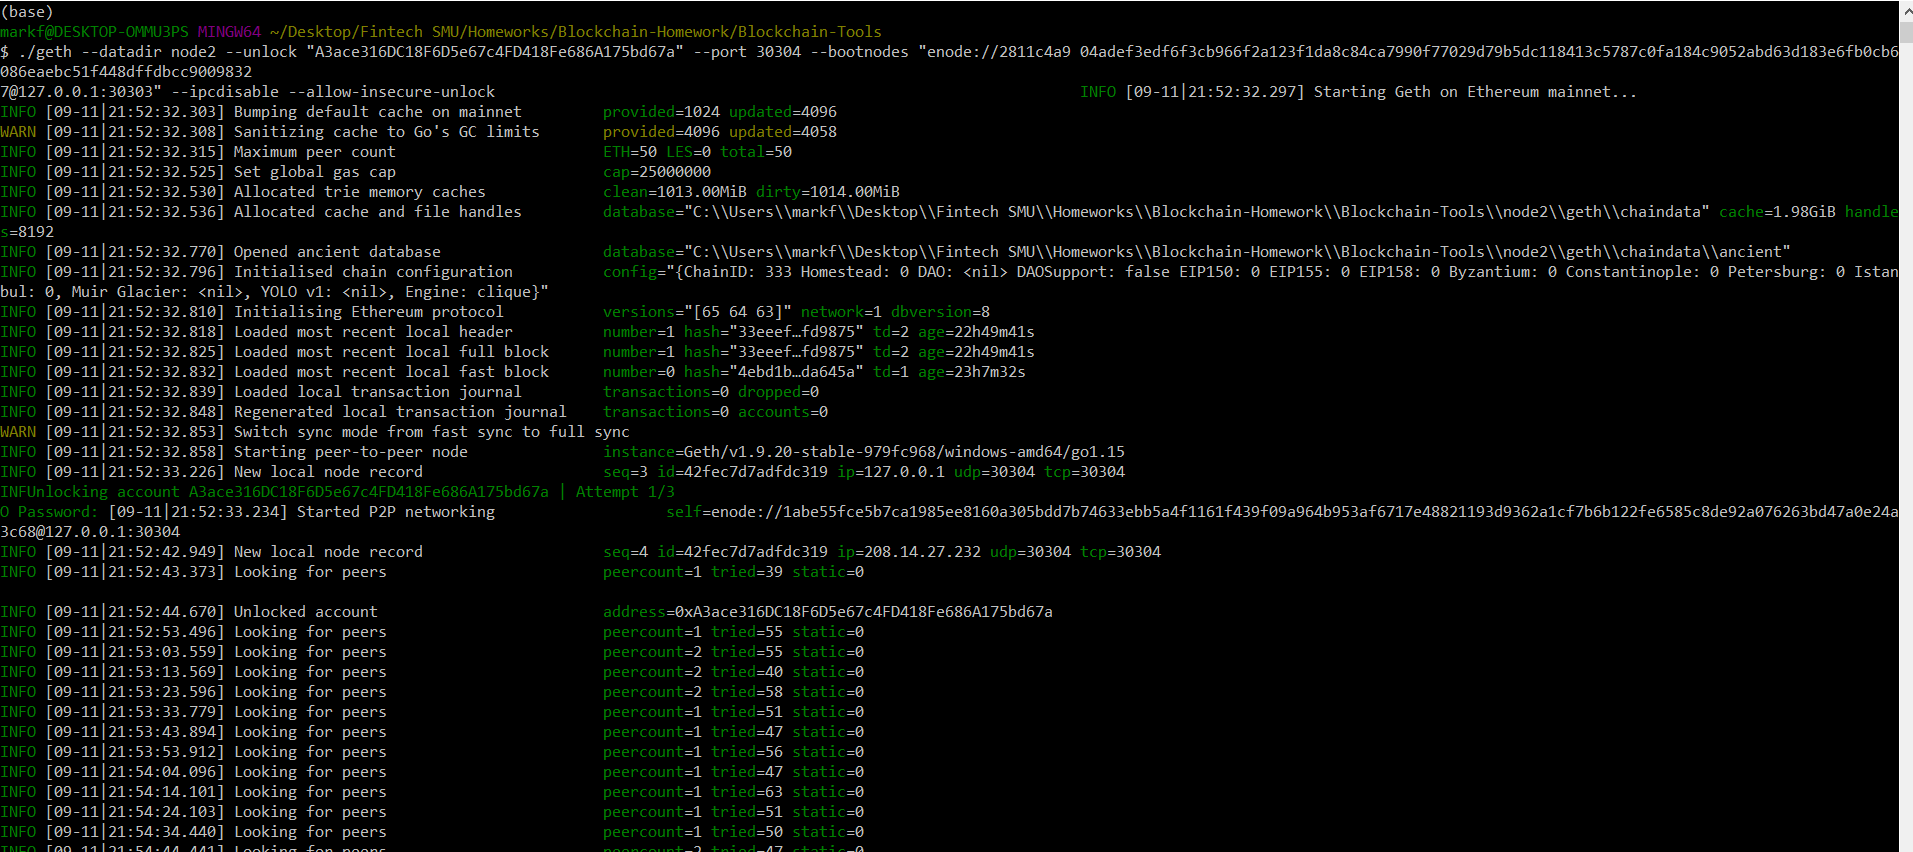 (base)
markf@DESKTOP-OMMU3PS MINGW64 ~/Desktop/Fintech SMU/Homeworks/Blockchain-Homework/Blockchain-Tools
$ ./geth --datadir node2 --unlock "A3ace316DC18F6D5e67c4FD418Fe686A175bd67a" --port 30304 --bootnodes "enode://2811c4a9 04adef3edf6f3cb966f2a123f1da8c84ca7990f77029d79b5dc118413c5787c0fa184c9052abd63d183e6fb0cb6
086eaebc51f448dffdbcc9009832
7@127.0.0.1:30303" --ipcdisable --allow-insecure-unlock INFO [09-11|21:52:32.297] Starting Geth on Ethereum mainnet...
INFO [09-11|21:52:32.303] Bumping default cache on mainnet provided=1024 updated=4096
WARN [09-11|21:52:32.308] Sanitizing cache to Go's GC limits provided=4096 updated=4058
INFO [09-11|21:52:32.315] Maximum peer count ETH=50 LES=0 total=50
INFO [09-11|21:52:32.525] Set global gas cap cap=25000000
INFO [09-11|21:52:32.530] Allocated trie memory caches clean=1013.00MiB dirty=1014.00MiB
INFO [09-11|21:52:32.536] Allocated cache and file handles database="C:\\Users\\markf\\Desktop\\Fintech SMU\\Homeworks\\Blockchain-Homework\\Blockchain-Tools\\node2\\geth\\chaindata" cache=1.98GiB handle
s=8192
INFO [09-11|21:52:32.770] Opened ancient database database="C:\\Users\\markf\\Desktop\\Fintech SMU\\Homeworks\\Blockchain-Homework\\Blockchain-Tools\\node2\\geth\\chaindata\\ancient"
INFO [09-11|21:52:32.796] Initialised chain configuration config="{ChainID: 333 Homestead: 0 DAO: <nil> DAOSupport: false EIP150: 0 EIP155: 0 EIP158: 0 Byzantium: 0 Constantinople: 0 Petersburg: 0 Istan
bul: 0, Muir Glacier: <nil>, YOLO v1: <nil>, Engine: clique}"
INFO [09-11|21:52:32.810] Initialising Ethereum protocol versions="[65 64 63]" network=1 dbversion=8
INFO [09-11|21:52:32.818] Loaded most recent local header number=1 hash="33eeef…fd9875" td=2 age=22h49m41s
INFO [09-11|21:52:32.825] Loaded most recent local full block number=1 hash="33eeef…fd9875" td=2 age=22h49m41s
INFO [09-11|21:52:32.832] Loaded most recent local fast block number=0 hash="4ebd1b…da645a" td=1 age=23h7m32s
INFO [09-11|21:52:32.839] Loaded local transaction journal transactions=0 dropped=0
INFO [09-11|21:52:32.848] Regenerated local transaction journal transactions=0 accounts=0
WARN [09-11|21:52:32.853] Switch sync mode from fast sync to full sync
INFO [09-11|21:52:32.858] Starting peer-to-peer node instance=Geth/v1.9.20-stable-979fc968/windows-amd64/go1.15
INFO [09-11|21:52:33.226] New local node record seq=3 id=42fec7d7adfdc319 ip=127.0.0.1 udp=30304 tcp=30304
INFUnlocking account A3ace316DC18F6D5e67c4FD418Fe686A175bd67a | Attempt 1/3
O Password: [09-11|21:52:33.234] Started P2P networking self=enode://1abe55fce5b7ca1985ee8160a305bdd7b74633ebb5a4f1161f439f09a964b953af6717e48821193d9362a1cf7b6b122fe6585c8de92a076263bd47a0e24a
3c68@127.0.0.1:30304
INFO [09-11|21:52:42.949] New local node record seq=4 id=42fec7d7adfdc319 ip=208.14.27.232 udp=30304 tcp=30304
INFO [09-11|21:52:43.373] Looking for peers peercount=1 tried=39 static=0
INFO [09-11|21:52:44.670] Unlocked account address=0xA3ace316DC18F6D5e67c4FD418Fe686A175bd67a
INFO [09-11|21:52:53.496] Looking for peers peercount=1 tried=55 static=0
INFO [09-11|21:53:03.559] Looking for peers peercount=2 tried=55 static=0
INFO [09-11|21:53:13.569] Looking for peers peercount=2 tried=40 static=0
INFO [09-11|21:53:23.596] Looking for peers peercount=2 tried=58 static=0
INFO [09-11|21:53:33.779] Looking for peers peercount=1 tried=51 static=0
INFO [09-11|21:53:43.894] Looking for peers peercount=1 tried=47 static=0
INFO [09-11|21:53:53.912] Looking for peers peercount=1 tried=56 static=0
INFO [09-11|21:54:04.096] Looking for peers peercount=1 tried=47 static=0
INFO [09-11|21:54:14.101] Looking for peers peercount=1 tried=63 static=0
INFO [09-11|21:54:24.103] Looking for peers peercount=1 tried=51 static=0
INFO [09-11|21:54:34.440] Looking for peers peercount=1 tried=50 static=0
INFO [09-11|21:54:44.441] Looking for peers peercount=2 tried=47 static=0